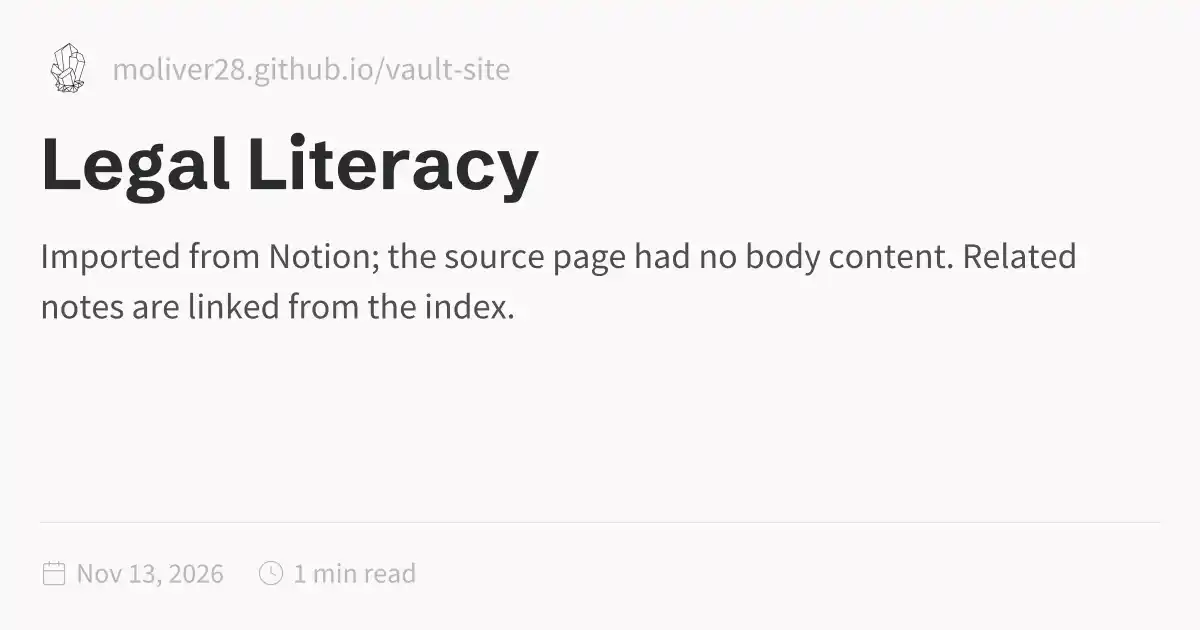 moliver28.github.io/vault-site
Legal Literacy
Imported from Notion; the source page had no body content. Related
notes are linked from the index.
Nov 13, 2026 1 min read